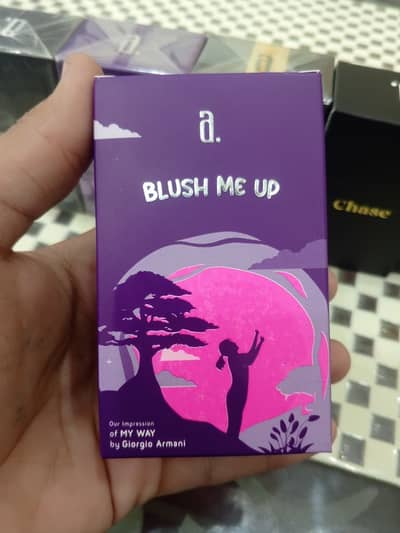 a.
a.
BLUSH ME UP
Chase
Our Impression
of MY WAY
by Giorgio Armani